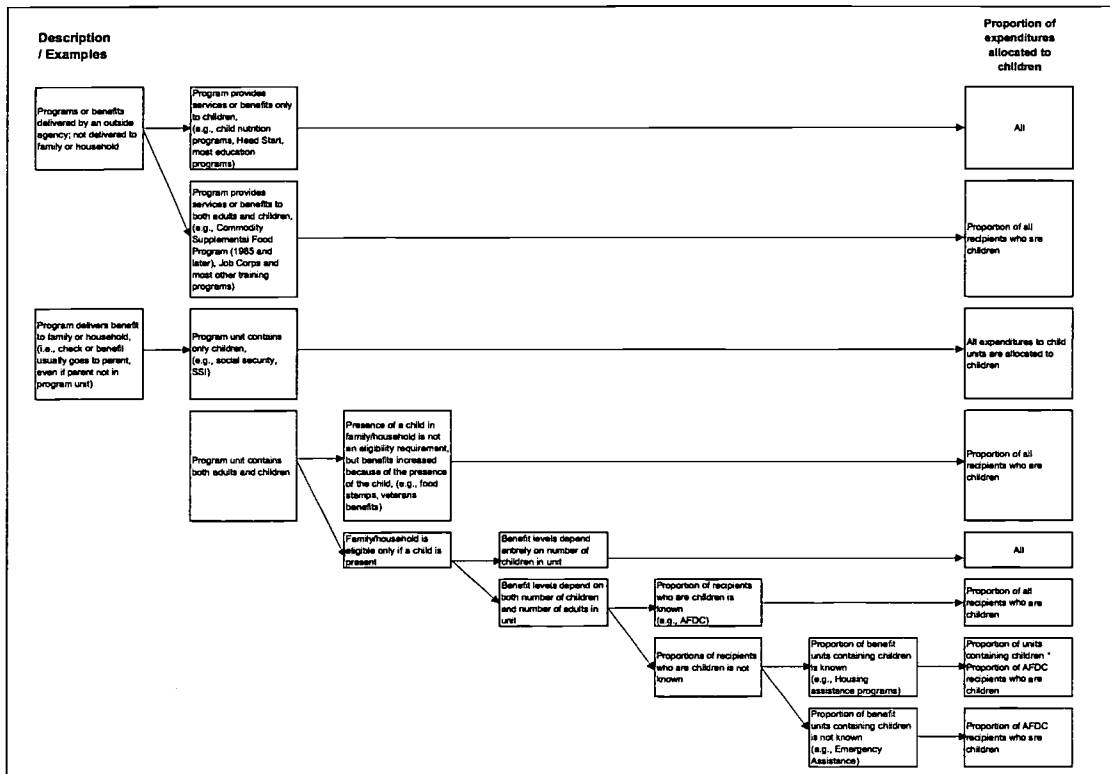 Description
/ Examples
Proportion of
expenditures
allocated to
children
Programs or benefits
delivered by an outside
agency; not delivered to
family or household
Program provides
services or benefits only
to children,
(e.g., child nutrition
programs, Head Start,
most education
programs)
All
Program provides
services or benefits to
both adults and children,
(e.g., Commodity
Supplemental Food
Program (1985 and
later), Job Corps and
most other training
programs)
Proportion of all
recipients who are
children
Program delivers benefit
to family or household,
(i.e., check or benefit
usually goes to parent,
even if parent not in
program unit)
Program unit contains
only children,
(e.g., social security,
SSI)
All expenditures to child
units are allocated to
children
Program unit contains
both adults and children
Presence of a child in
family/household is not
an eligibility requirement,
but benefits increased
because of the presence
of the child, (e.g., food
stamps, veterans
benefits)
Proportion of all
recipients who are
children
Family/household is
eligible only if a child is
present
Benefit levels depend
entirely on number of
children in unit
All
Benefit levels depend on
both number of children
and number of adults in
unit
Proportion of recipients
who are children is
known
(e.g., AFDC)
Proportion of all
recipients who are
children
Proportions of recipients
who are children is not
known
Proportion of benefit
units containing children
is known
(e.g., Housing
assistance programs)
Proportion of units
containing children *
Proportion of AFDC
recipients who are
children
Proportion of benefit
units containing children
is not known
(e.g., Emergency
Assistance)
Proportion of AFDC
recipients who are
children